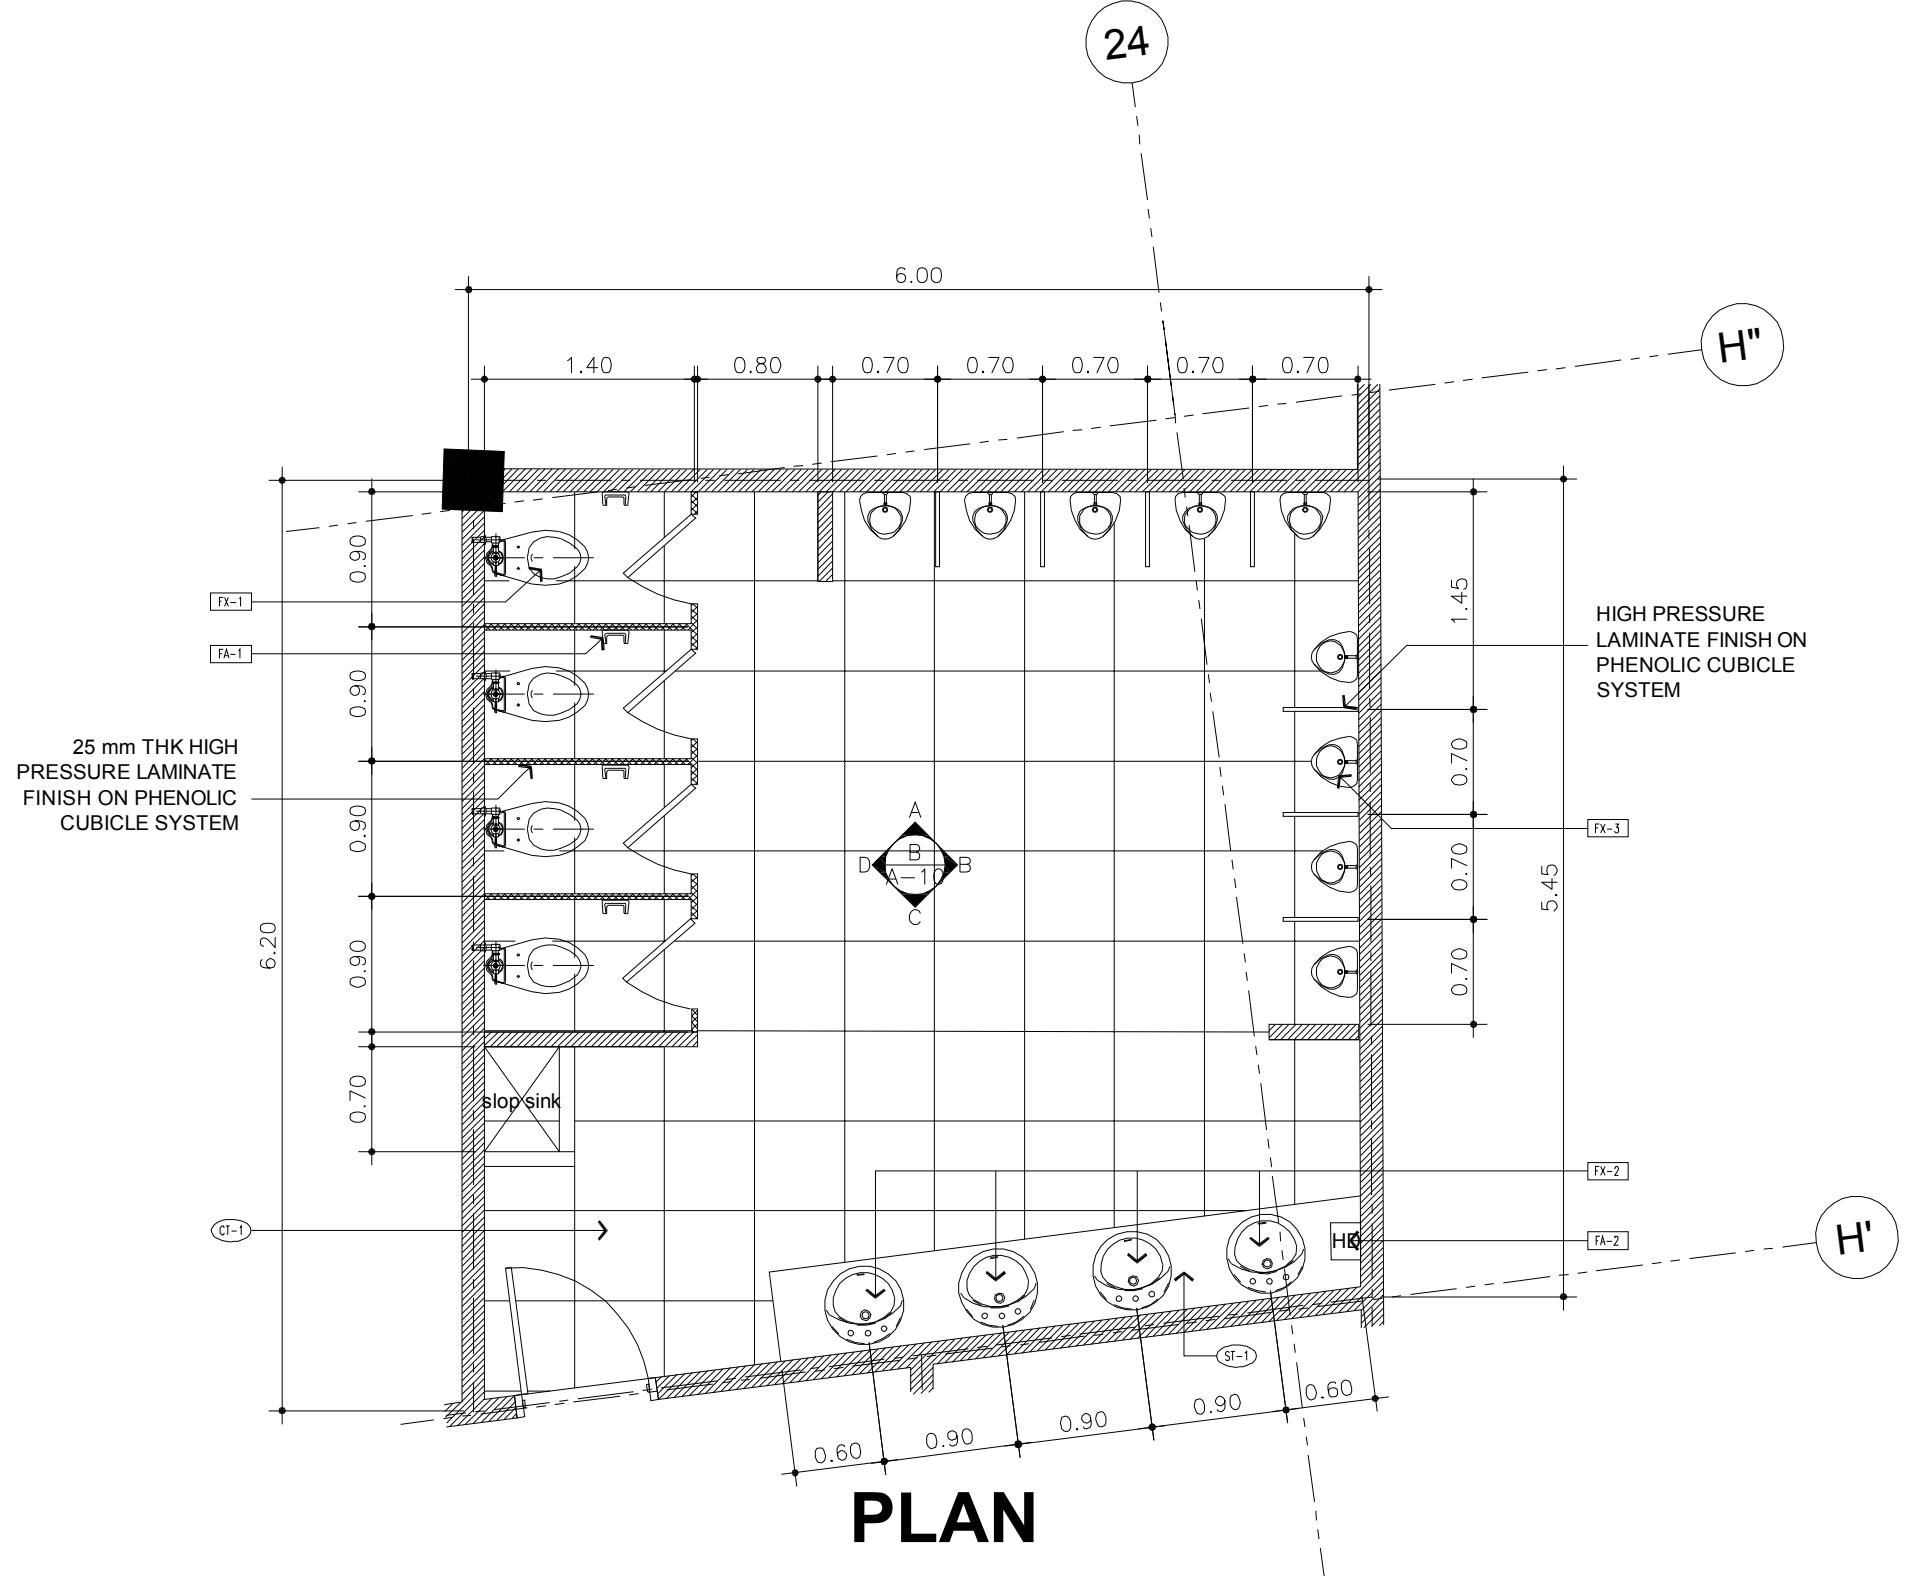 24
6.00
H"
1.40
0.80
0.70
0.70
0.70
0.70
0.70
0.90
1.45
FX-1
HIGH PRESSURE
LAMINATE FINISH ON
PHENOLIC CUBICLE
SYSTEM
FA-1
0.90
25 mm THK HIGH
PRESSURE LAMINATE
FINISH ON PHENOLIC
CUBICLE SYSTEM
0.70
A
D
B
B
A-10
C
0.90
FX-3
0.70
5.45
6.20
0.90
0.70
slop sink
0.70
FX-2
CT-1
HD
FA-2
H'
ST-1
0.60
0.90
0.90
0.90
0.60
PLAN